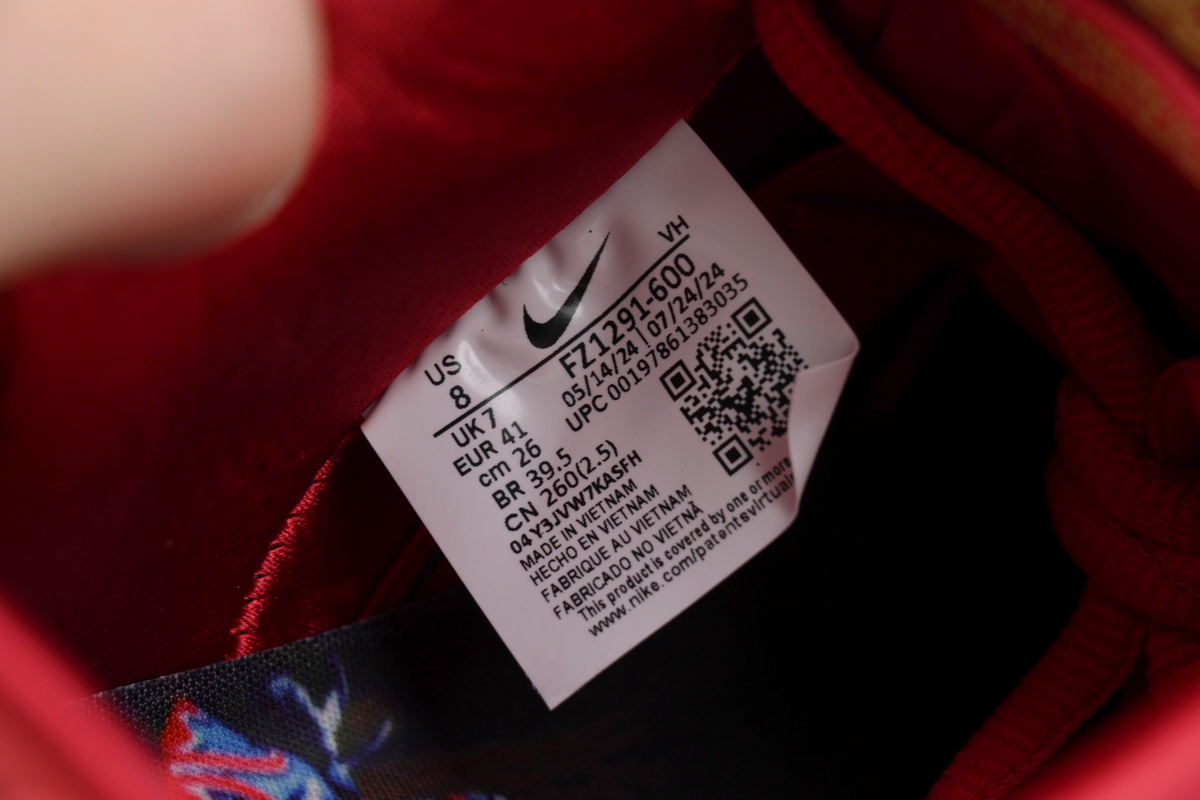 VH
US
8
UK 7
EUR 41
cm 26
BR 39.5
CN 260(2.5)
FZ1291-600
05/14/24 | 07/24/24
UPC 00197861383035
04Y3JVW7KASFH
MADE IN VIETNAM
HECHO EN VIETNAM
FABRIQUE AU VIETNAM
FABRICADO NO VIETNÃ
This product is covered by one or more
www.nike.com/patentsvirtual